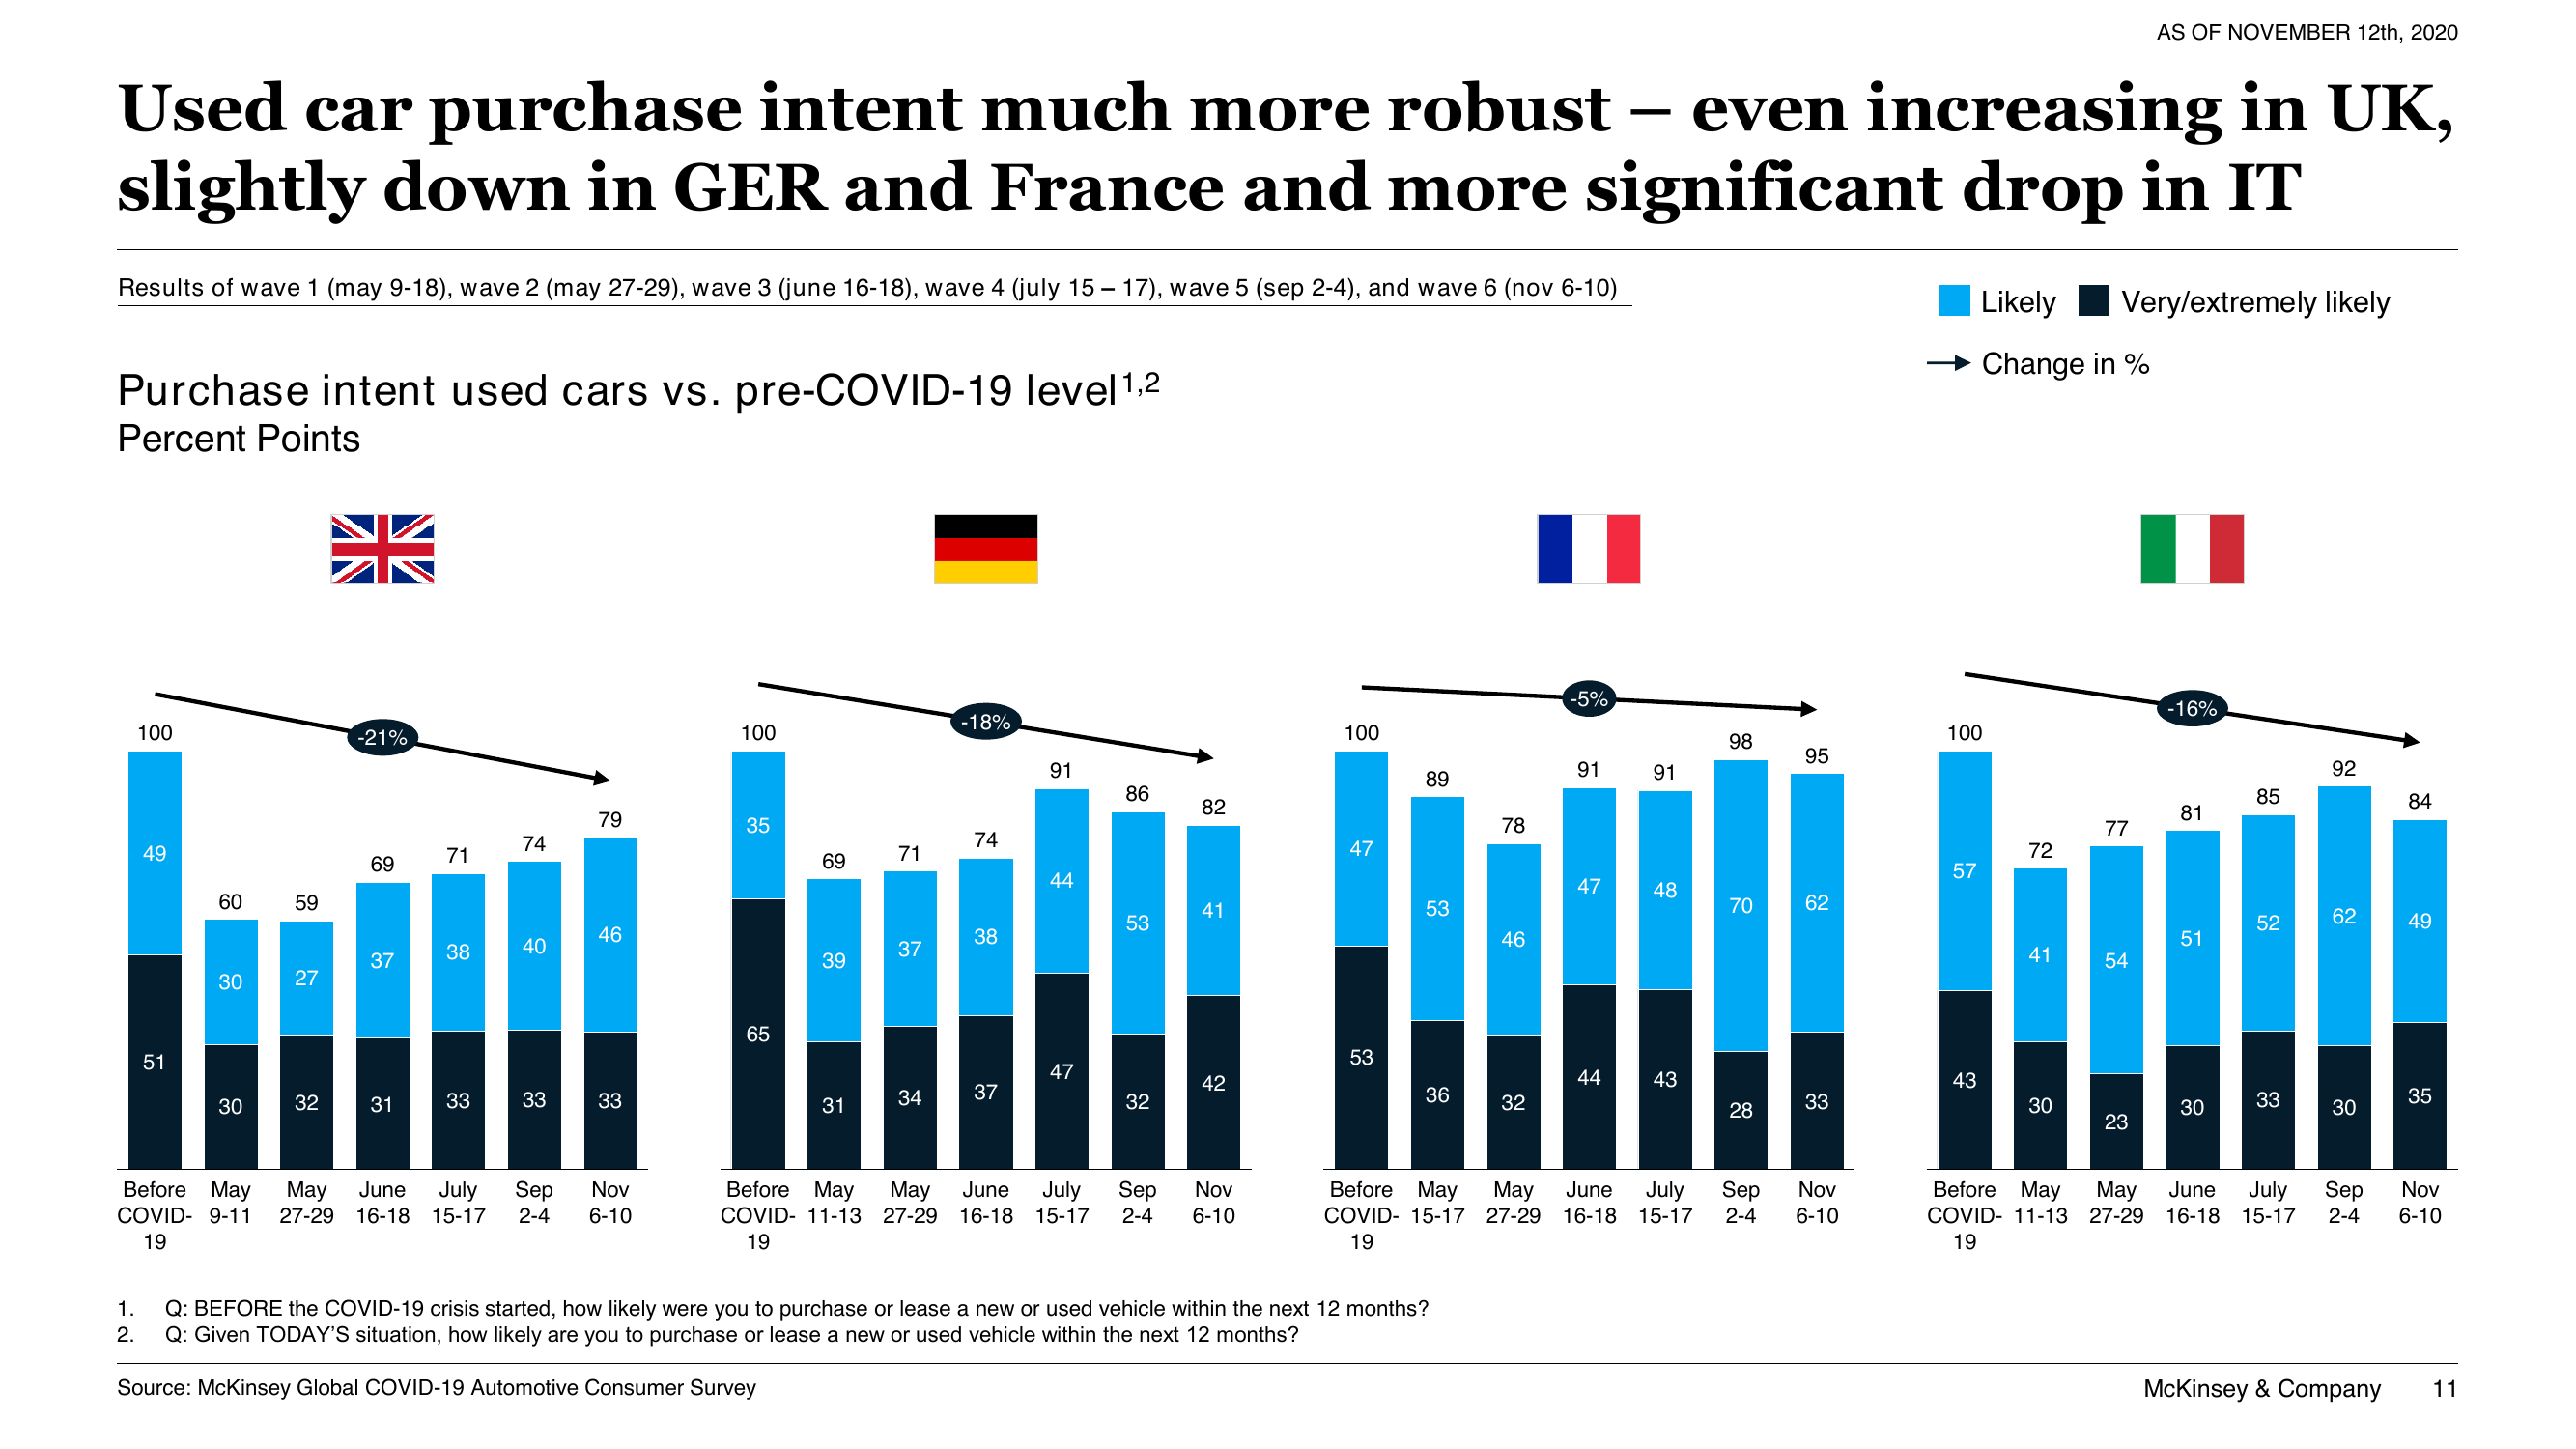 AS OF NOVEMBER 12th, 2020
Used car purchase intent much more robust – even increasing in UK,
slightly down in GER and France and more significant drop in IT
Results of wave 1 (may 9-18), wave 2 (may 27-29), wave 3 (june 16-18), wave 4 (july 15 – 17), wave 5 (sep 2-4), and wave 6 (nov 6-10)
Likely
Very/extremely likely
Change in %
Purchase intent used cars vs. pre-COVID-19 level1,2
Percent Points
-21%
100
60
59
69
71
74
79
49
30
27
37
38
40
46
51
30
32
31
33
33
33
Before COVID-19
May 9-11
May 27-29
June 16-18
July 15-17
Sep 2-4
Nov 6-10
-18%
100
69
71
74
91
86
82
35
39
37
38
44
53
41
65
31
34
37
47
32
42
Before COVID-19
May 11-13
May 27-29
June 16-18
July 15-17
Sep 2-4
Nov 6-10
-5%
100
89
78
91
91
98
95
47
53
46
47
48
70
62
53
36
32
44
43
28
33
Before COVID-19
May 15-17
May 27-29
June 16-18
July 15-17
Sep 2-4
Nov 6-10
-16%
100
72
77
81
85
92
84
57
41
54
51
52
62
49
43
30
23
30
33
30
35
Before COVID-19
May 11-13
May 27-29
June 16-18
July 15-17
Sep 2-4
Nov 6-10
1. Q: BEFORE the COVID-19 crisis started, how likely were you to purchase or lease a new or used vehicle within the next 12 months?
2. Q: Given TODAY'S situation, how likely are you to purchase or lease a new or used vehicle within the next 12 months?
Source: McKinsey Global COVID-19 Automotive Consumer Survey
McKinsey & Company 11